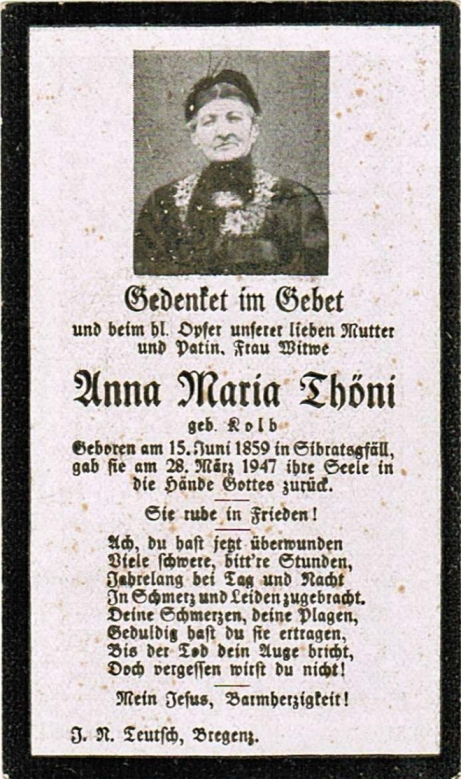 Gedenket im Gebet
und beim hl. Opfer unserer lieben Mutter
und Patin, Frau Witwe
Anna Maria Thöni
geb. Kolb
Geboren am 15. Juni 1859 in Sibratsgfäll,
gab sie am 28. März 1947 ihre Seele in
die Hände Gottes zurück.
Sie ruhe in Frieden!
Ach, du hast jetzt überwunden
Viele schwere, bitt're Stunden,
Jahrelang bei Tag und Nacht
In Schmerz und Leiden zugebracht.
Deine Schmerzen, deine Plagen,
Geduldig hast du sie ertragen,
Bis der Tod dein Auge bricht,
Doch vergessen wirst du nicht!
Mein Jesus, Barmherzigkeit!
J. N. Teutsch, Bregenz.